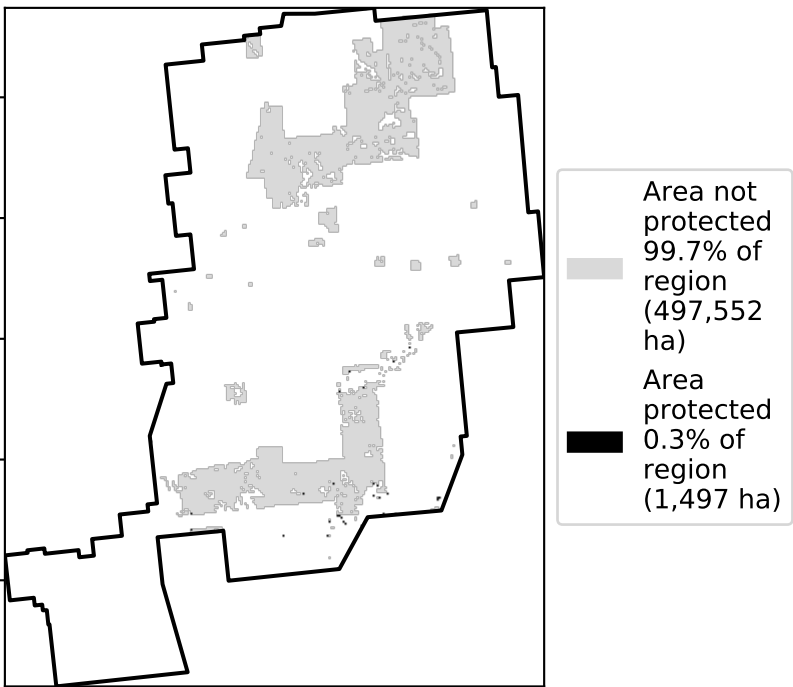 Area not
protected
99.7% of
region
(497,552
ha)
Area
protected
0.3% of
region
(1,497 ha)